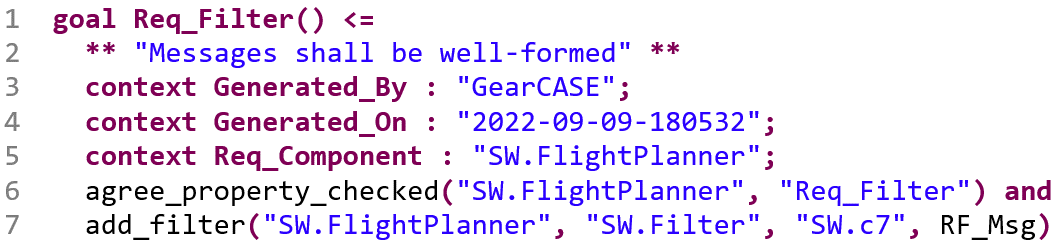 1 goal Req_Filter() <=
2 ** "Messages shall be well-formed" **
3 context Generated_By : "GearCASE";
4 context Generated_On : "2022-09-09-180532";
5 context Req_Component : "SW.FlightPlanner";
6 agree_property_checked("SW.FlightPlanner", "Req_Filter") and
7 add_filter("SW.FlightPlanner", "SW.Filter", "SW.c7", RF_Msg)